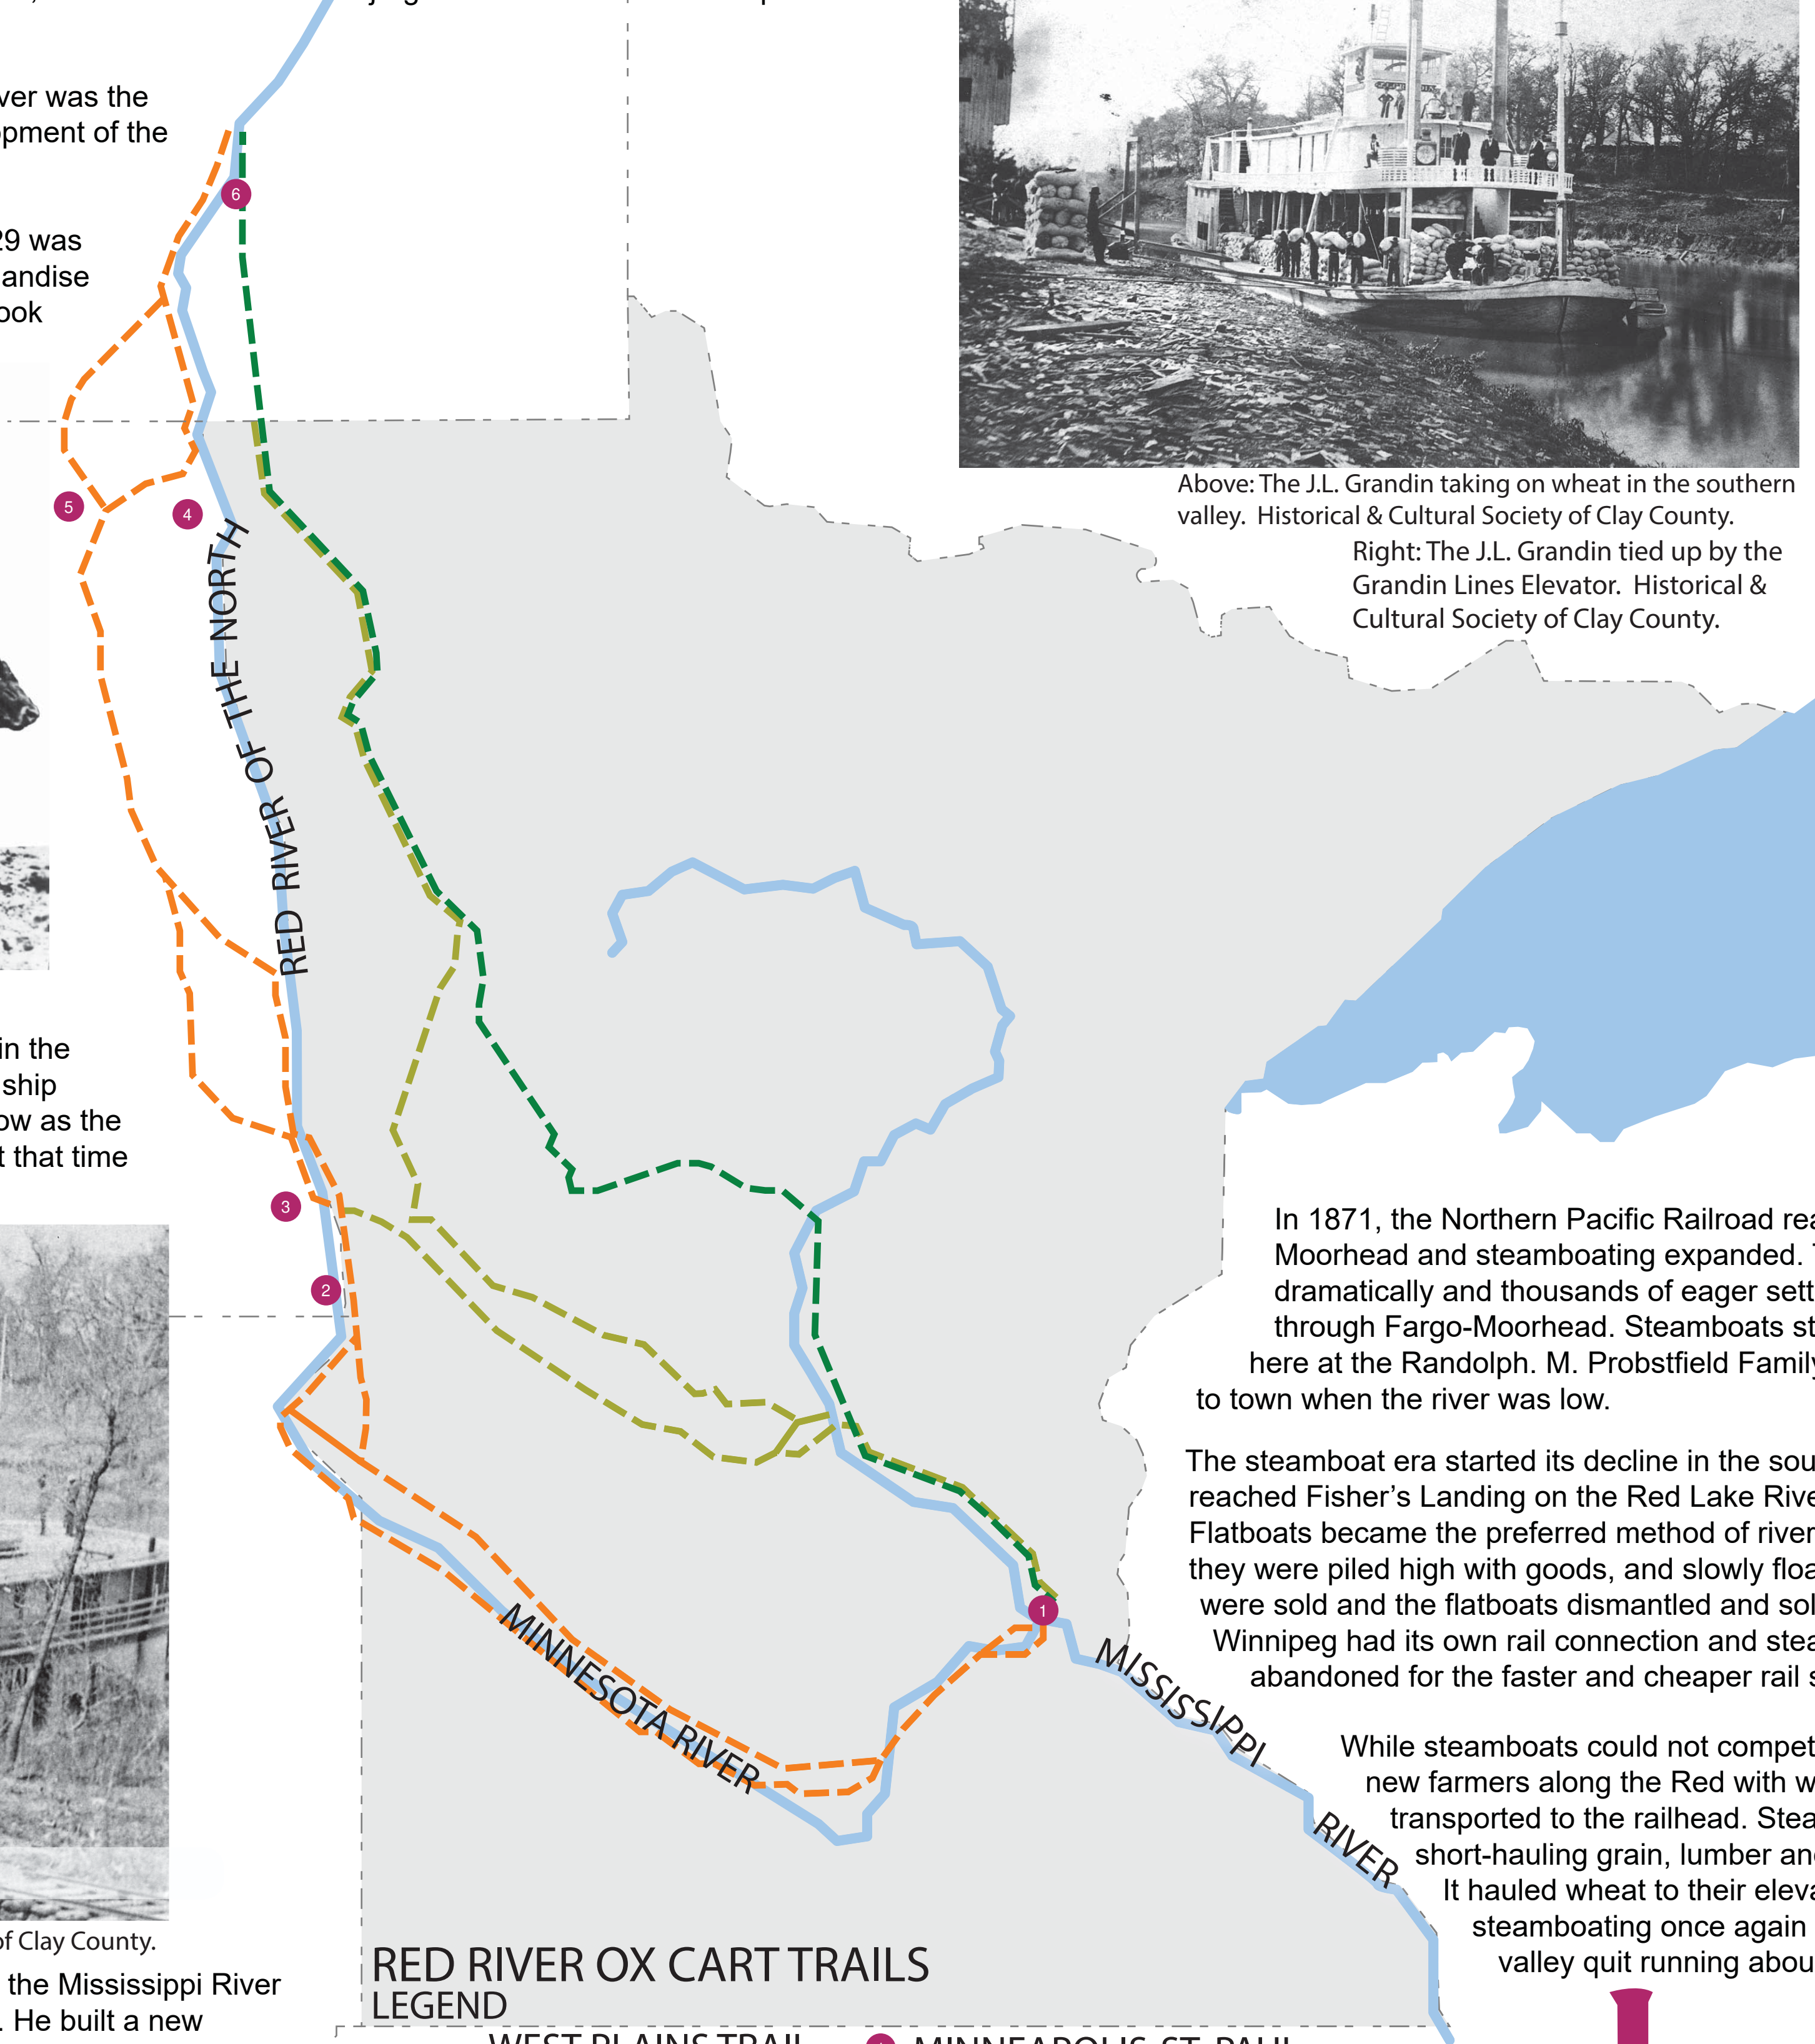 ver was the
opment of the
29 was
andise
ook
in the
ship
ow as the
t that time
of Clay County.
the Mississippi River
. He built a new
Above: The J.L. Grandin taking on wheat in the southern
valley. Historical & Cultural Society of Clay County.
Right: The J.L. Grandin tied up by the
Grandin Lines Elevator. Historical &
Cultural Society of Clay County.
6
5
4
RED RIVER OF THE NORTH
3
2
1
MINNESOTA RIVER
MISSISSIPPI RIVER
In 1871, the Northern Pacific Railroad rea
Moorhead and steamboating expanded. T
dramatically and thousands of eager sett
through Fargo-Moorhead. Steamboats st
here at the Randolph. M. Probstfield Family
to town when the river was low.
The steamboat era started its decline in the sou
reached Fisher’s Landing on the Red Lake Rive
Flatboats became the preferred method of river
they were piled high with goods, and slowly floa
were sold and the flatboats dismantled and sol
Winnipeg had its own rail connection and stea
abandoned for the faster and cheaper rail s
While steamboats could not compet
new farmers along the Red with w
transported to the railhead. Stea
short-hauling grain, lumber and
It hauled wheat to their eleva
steamboating once again
valley quit running abou
RED RIVER OX CART TRAILS
LEGEND
WEST PLAINS TRAIL
1 MINNEAPOLIS-ST. PAUL